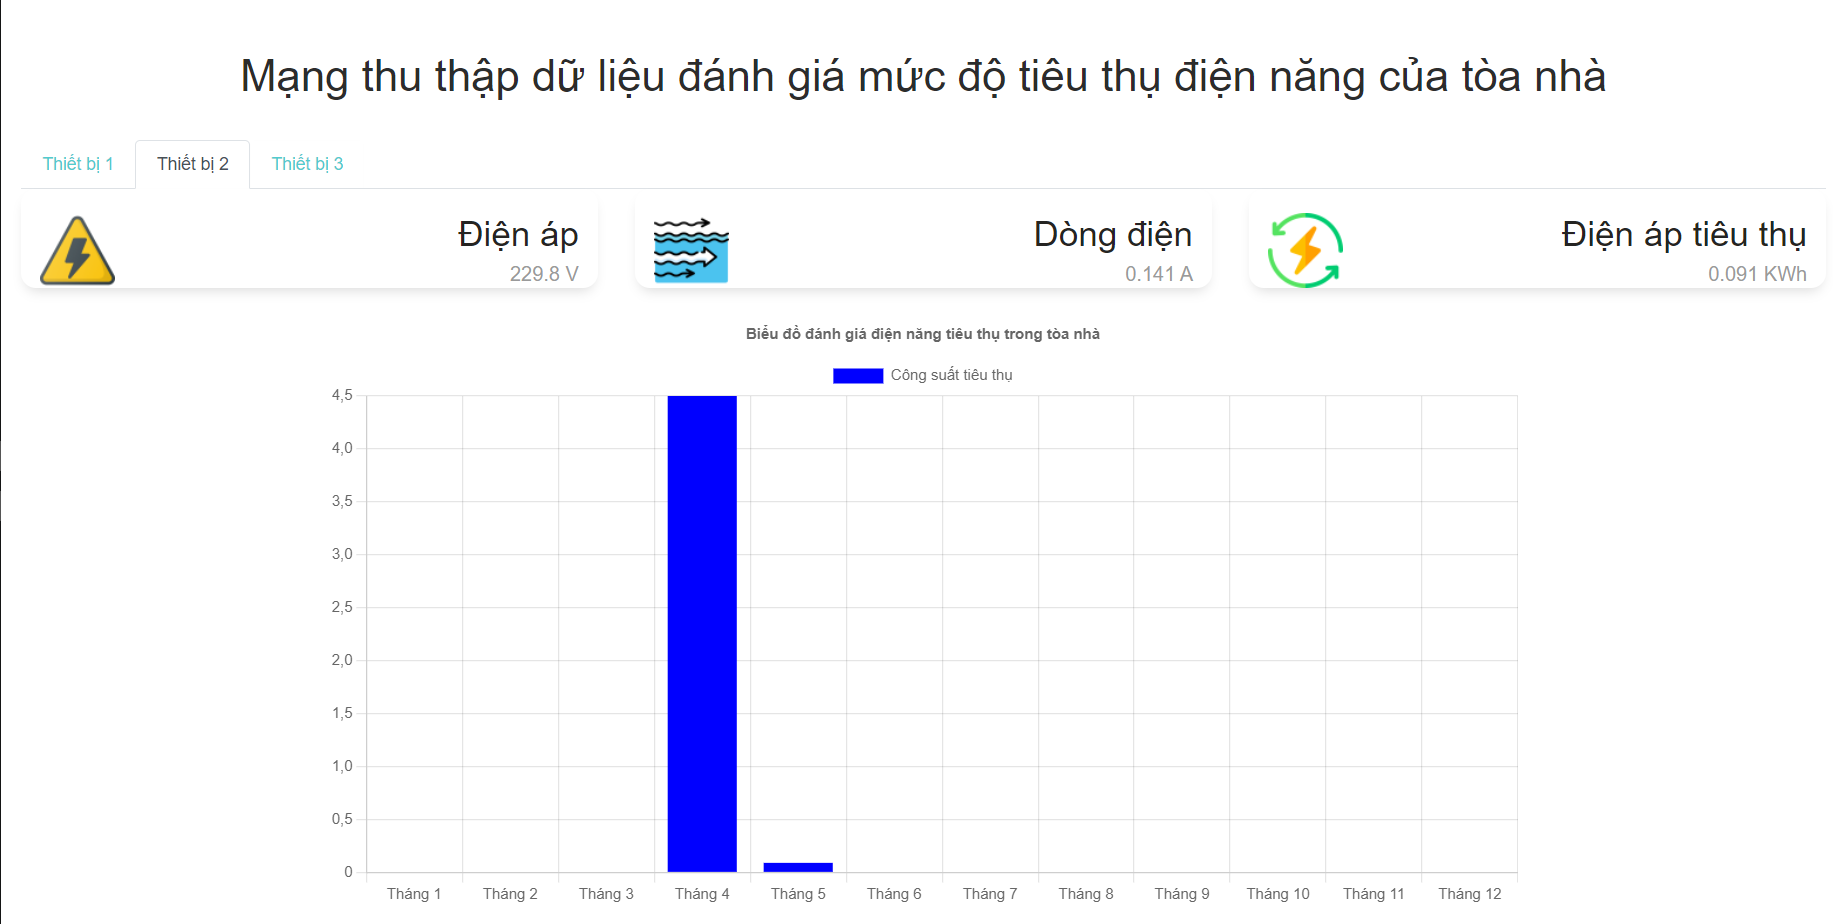 Mạng thu thập dữ liệu đánh giá mức độ tiêu thụ điện năng của tòa nhà
Thiết bị 1 Thiết bị 2 Thiết bị 3
Điện áp
229.8 V
Dòng điện
0.141 A
Điện áp tiêu thụ
0.091 KWh
Biểu đồ đánh giá điện năng tiêu thụ trong tòa nhà
Công suất tiêu thụ
4,5
4,0
3,5
3,0
2,5
2,0
1,5
1,0
0,5
0
Tháng 1 Tháng 2 Tháng 3 Tháng 4 Tháng 5 Tháng 6 Tháng 7 Tháng 8 Tháng 9 Tháng 10 Tháng 11 Tháng 12